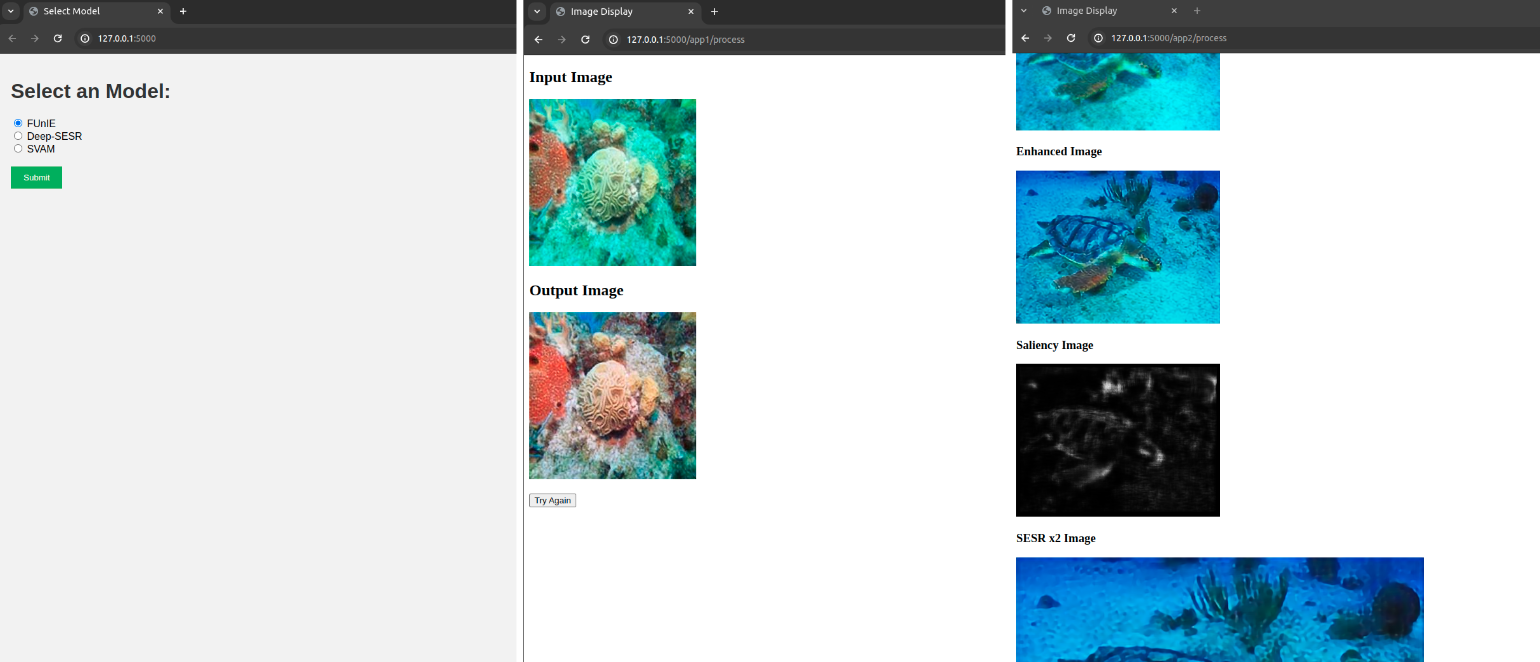 Select Model
127.0.0.1:5000
Select an Model:
FUnIE
Deep-SESR
SVAM
Submit
Image Display
127.0.0.1:5000/app1/process
Input Image
Output Image
Try Again
Image Display
127.0.0.1:5000/app2/process
Enhanced Image
Saliency Image
SESR x2 Image